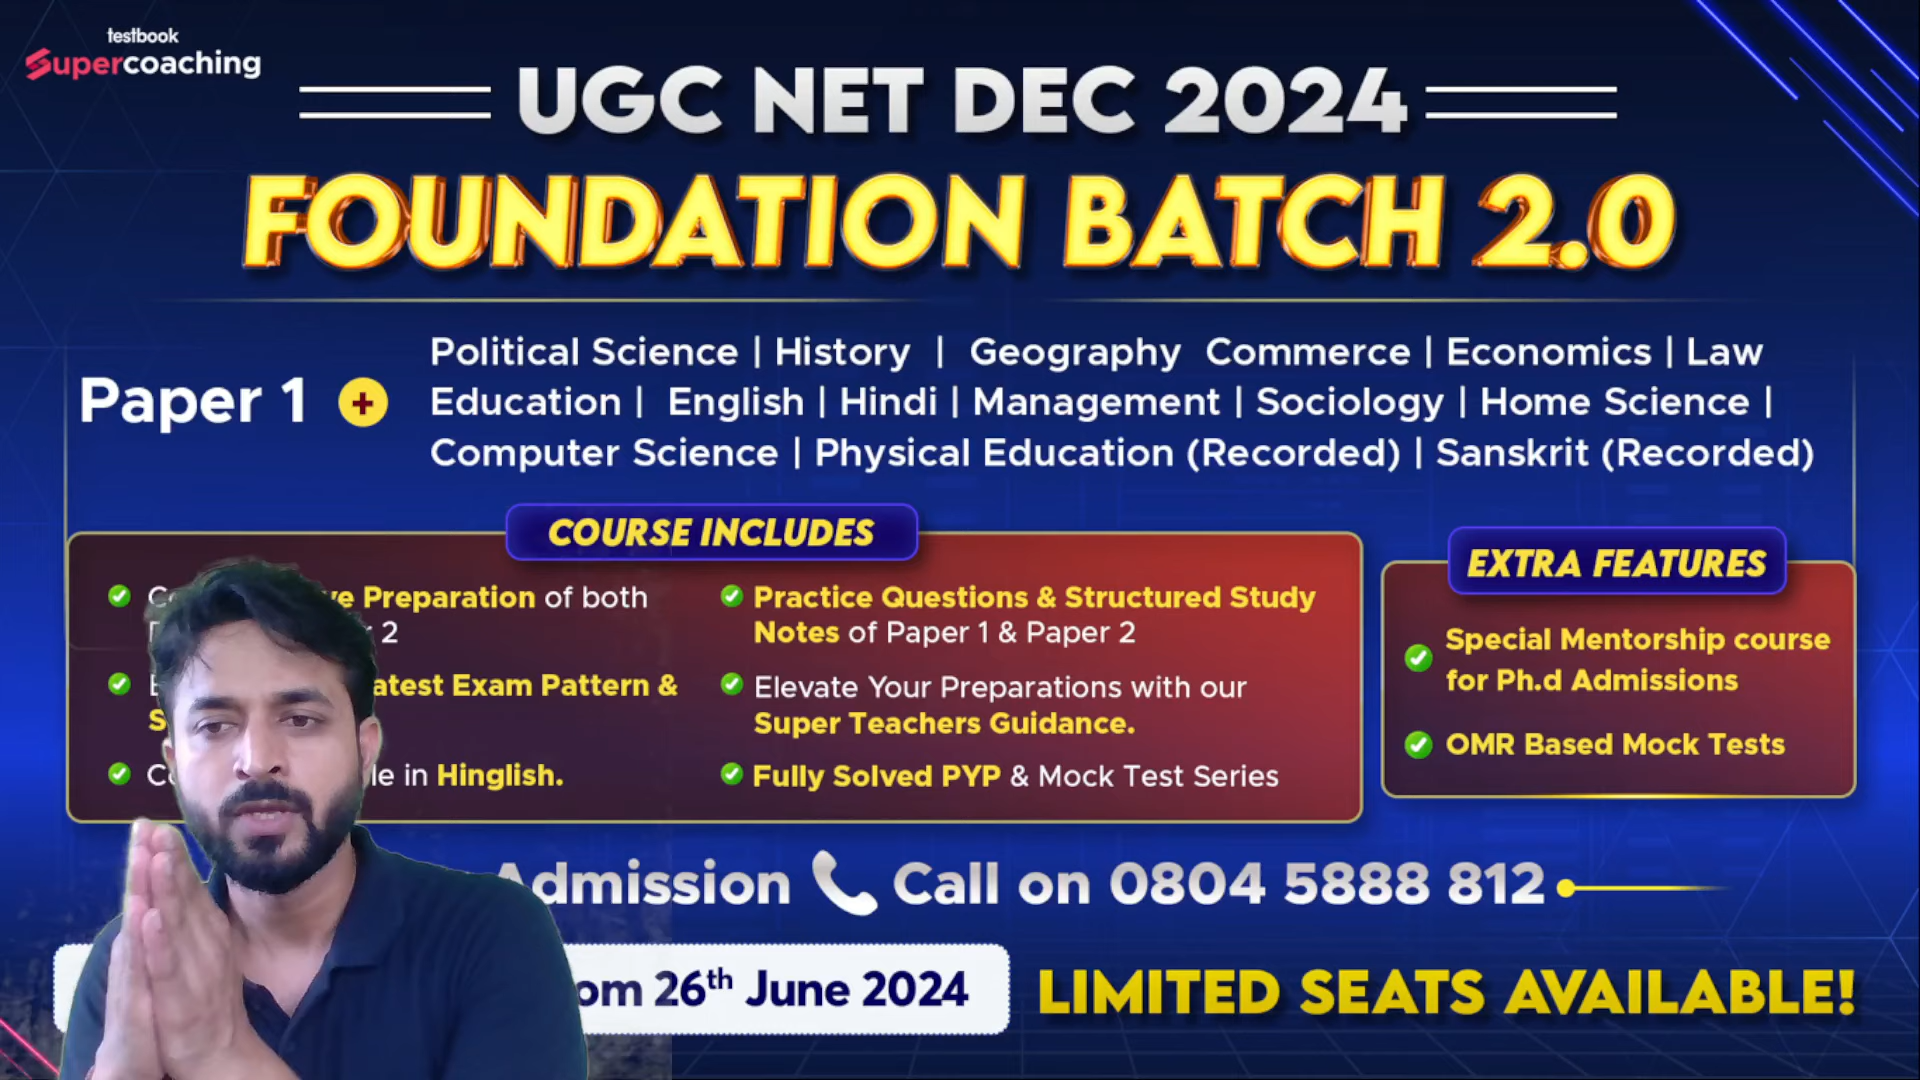 testbook
Supercoaching
UGC NET DEC 2024
FOUNDATION BATCH 2.0
Paper 1 +
Political Science | History | Geography Commerce | Economics | Law
Education | English | Hindi | Management | Sociology | Home Science |
Computer Science | Physical Education (Recorded) | Sanskrit (Recorded)
COURSE INCLUDES
Preparation of both
2
Exam Pattern &
in Hinglish.
Practice Questions & Structured Study
Notes of Paper 1 & Paper 2
Elevate Your Preparations with our
Super Teachers Guidance.
Fully Solved PYP & Mock Test Series
EXTRA FEATURES
Special Mentorship course
for Ph.d Admissions
OMR Based Mock Tests
Admission Call on 0804 5888 812
26th June 2024
LIMITED SEATS AVAILABLE!